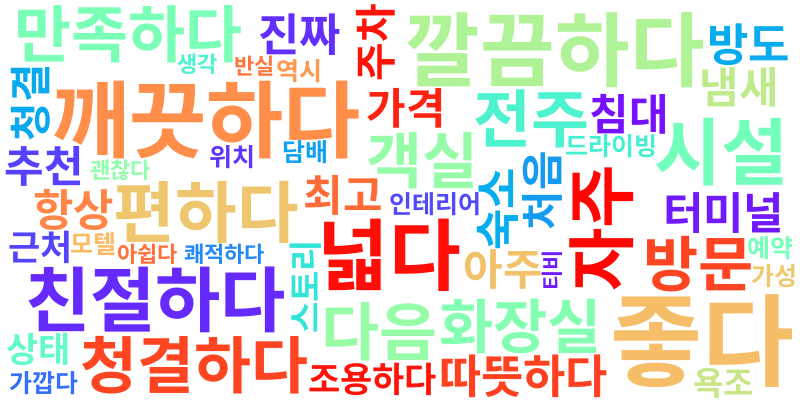 만족하다
진짜
주차
깔끔하다
방도
생각
반실
역시
냄새
청결
깨끗하다
가격
전주
침대
드라이빙
시설
추천
괜찮다
위치
담배
객실
처음
숙소
자주
항상
편하다
최고
인테리어
터미널
근처
모텔
아쉽다
쾌적하다
넓다
아주
티비
방문
예약
가성
친절하다
스토리
다음
화장실
좋다
상태
가깝다
청결하다
조용하다
따뜻하다
욕조